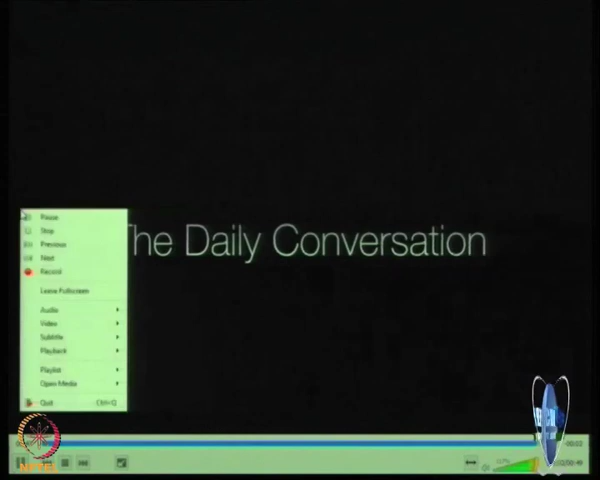 Pause
Stop
Previous
Next
Record
Leave Fullscreen
Audio
Video
Subtitle
Playback
Playlist
Open Media
Quit Ctrl+Q
The Daily Conversation
NPTEL